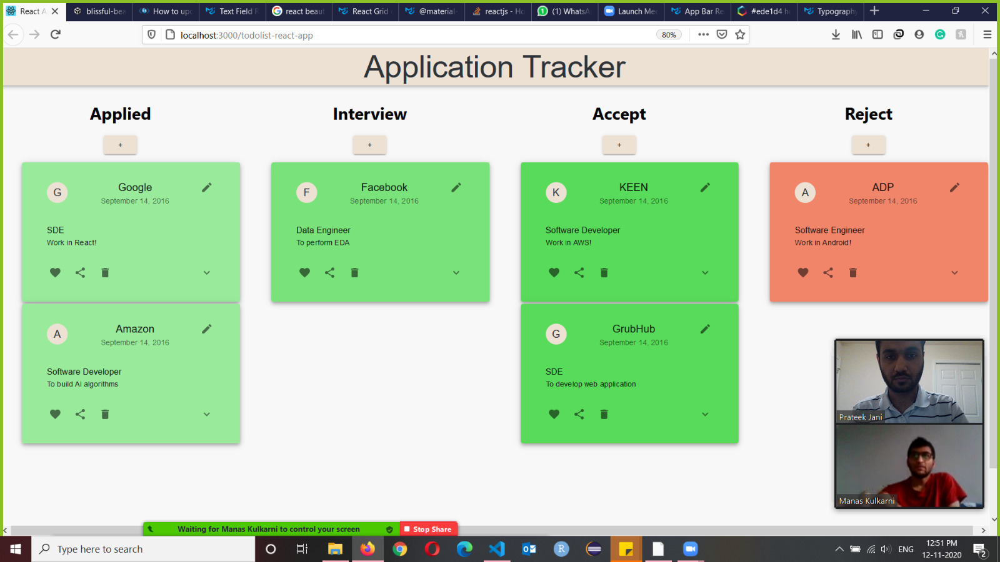 React A
blissful-bea
How to upd
Text Field R
react beaut
React Grid
@material-
reactjs - Ho
(1) WhatsA
Launch Mee
App Bar Re
#ede1d4 h
Typography
localhost:3000/todolist-react-app
80%
Application Tracker
Applied
Interview
Accept
Reject
+
+
+
+
G
Google
September 14, 2016
SDE
Work in React!
F
Facebook
September 14, 2016
Data Engineer
To perform EDA
K
KEEN
September 14, 2016
Software Developer
Work in AWS!
A
ADP
September 14, 2016
Software Engineer
Work in Android!
A
Amazon
September 14, 2016
Software Developer
To build AI algorithms
G
GrubHub
September 14, 2016
SDE
To develop web application
Prateek Jani
Manas Kulkarni
Waiting for Manas Kulkarni to control your screen
Stop Share
Type here to search
R
ENG
12:51 PM
12-11-2020
2